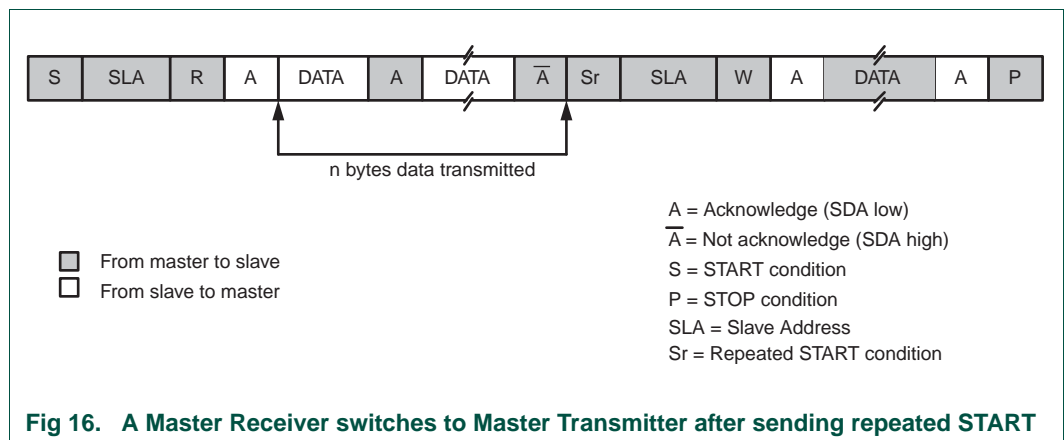 S SLA R A DATA A DATA A̅ Sr SLA W A DATA A P
n bytes data transmitted
From master to slave
From slave to master
A = Acknowledge (SDA low)
A̅ = Not acknowledge (SDA high)
S = START condition
P = STOP condition
SLA = Slave Address
Sr = Repeated START condition
Fig 16. A Master Receiver switches to Master Transmitter after sending repeated START